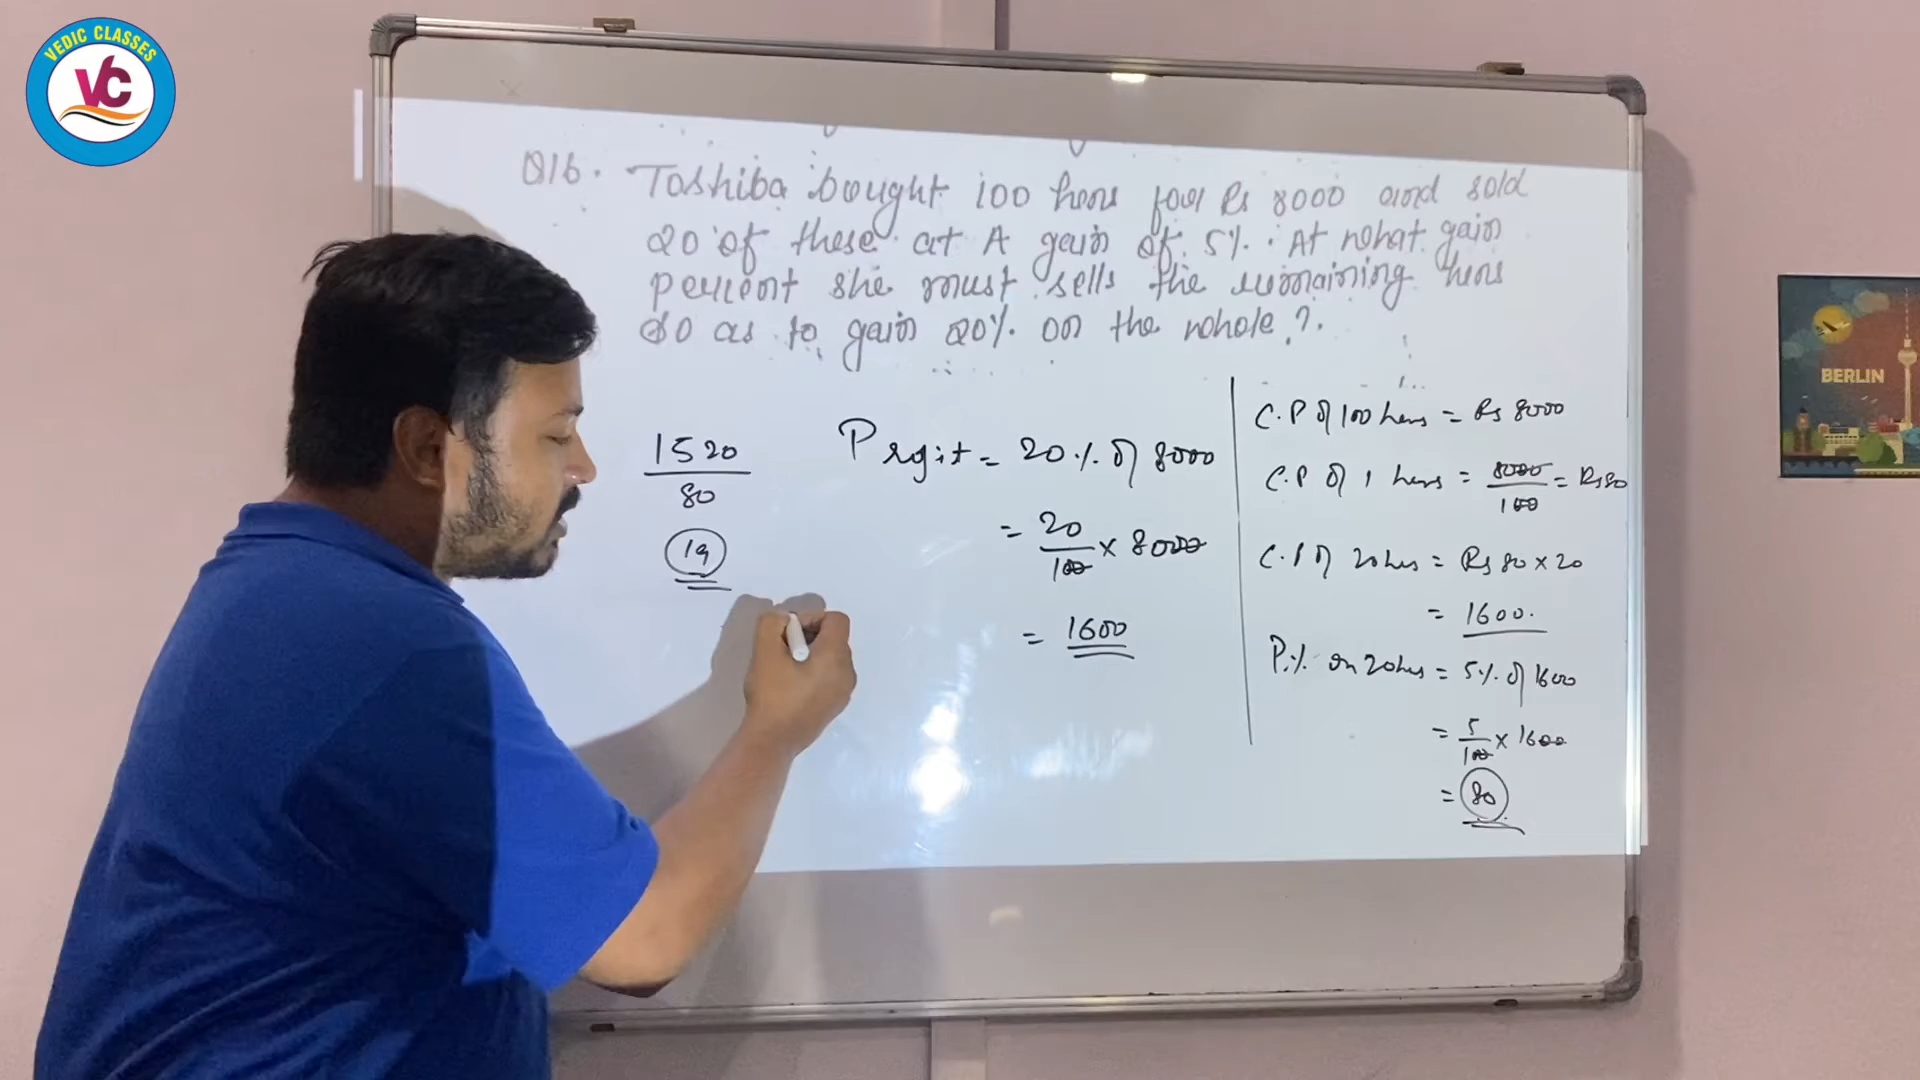 VEDIC CLASSES
VC
Q16. Toshiba bought 100 hens for Rs 8000 and sold
20 of these at A gain of 5%. At what gain
percent she must sells the remaining hens
SO as to gain 20% on the whole?.
1520
80
19
Profit = 20% of 8000
= 20/100 × 8000
= 1600
C.P of 100 hens = Rs 8000
C.P of 1 hens = 8000/100 = Rs 80
C.P of 20 hens = Rs 80 × 20
= 1600.
P.% on 20 hens = 5% of 1600
= 5/100 × 1600
= 80
BERLIN